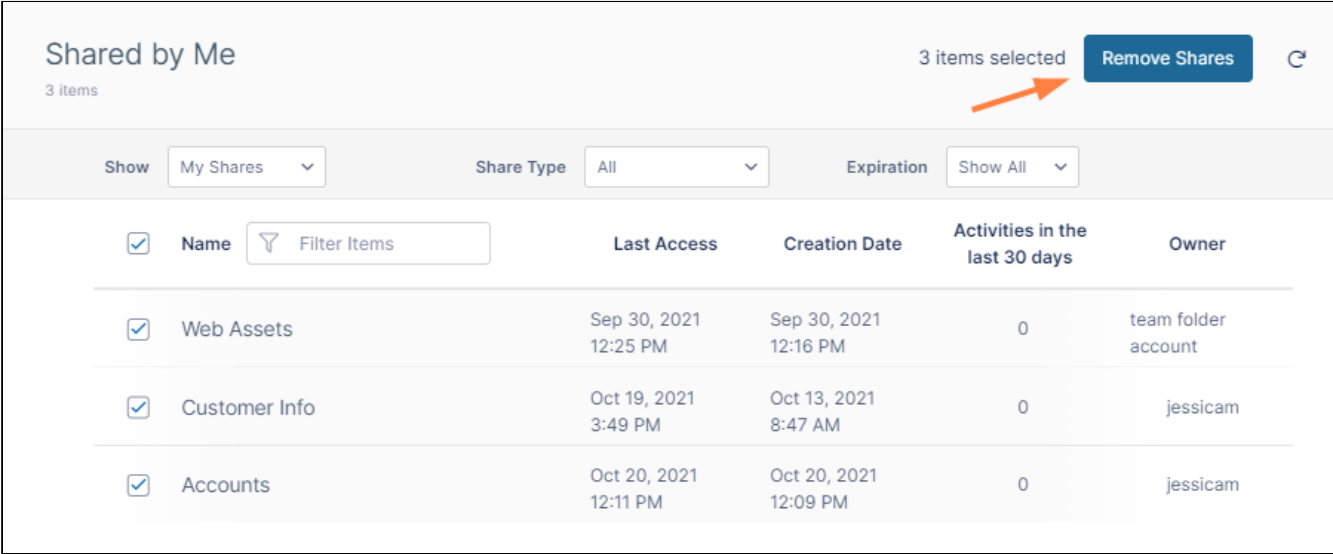 Shared by Me
3 items
3 items selected
Remove Shares
Show
My Shares
Share Type
All
Expiration
Show All
Name
Filter Items
Last Access
Creation Date
Activities in the
last 30 days
Owner
Web Assets
Sep 30, 2021
12:25 PM
Sep 30, 2021
12:16 PM
0
team folder
account
Customer Info
Oct 19, 2021
3:49 PM
Oct 13, 2021
8:47 AM
0
jessicam
Accounts
Oct 20, 2021
12:11 PM
Oct 20, 2021
12:09 PM
0
jessicam